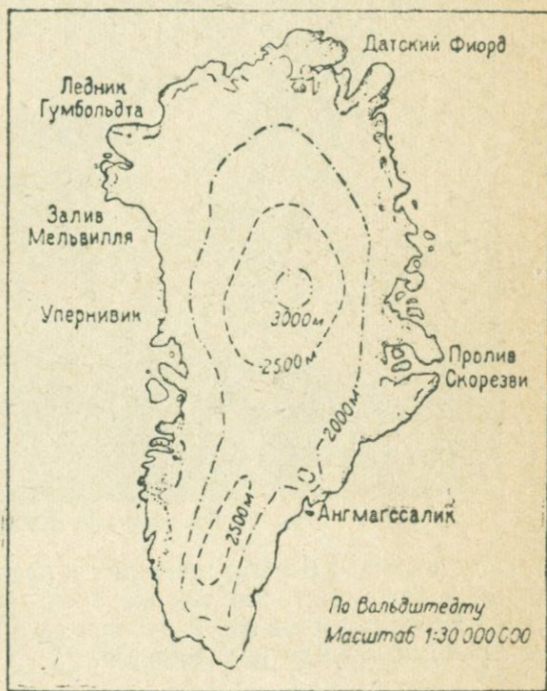 Датский Фиорд
Ледник
Гумбольдта
Залив
Мельвилля
Упернивик
3000м
2500м
Пролив
Скорезви
2000м
2500м
Ангмагссалик
По Вальдштедту
Масштаб 1:30 000 000